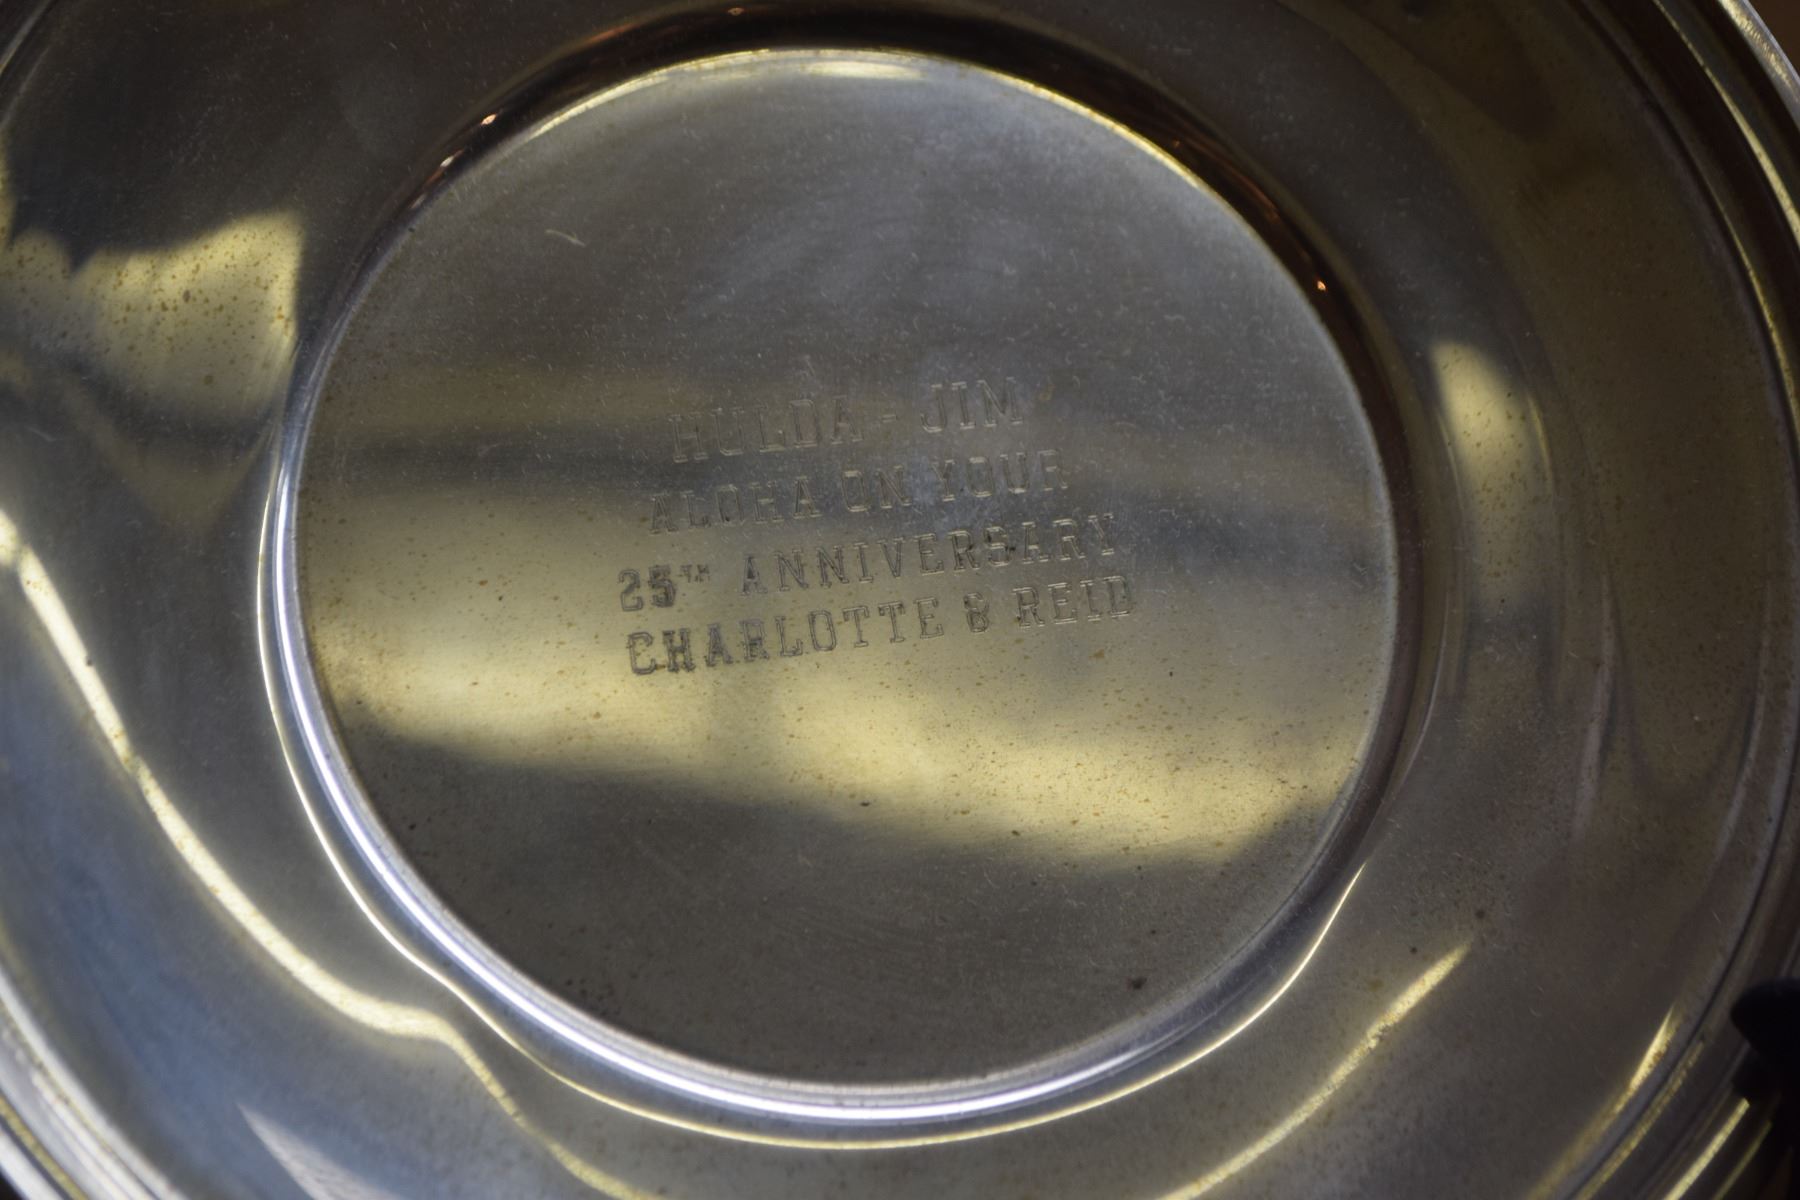 HULDA - JIM
ALOHA ON YOUR
25TH ANNIVERSARY
CHARLOTTE & REID